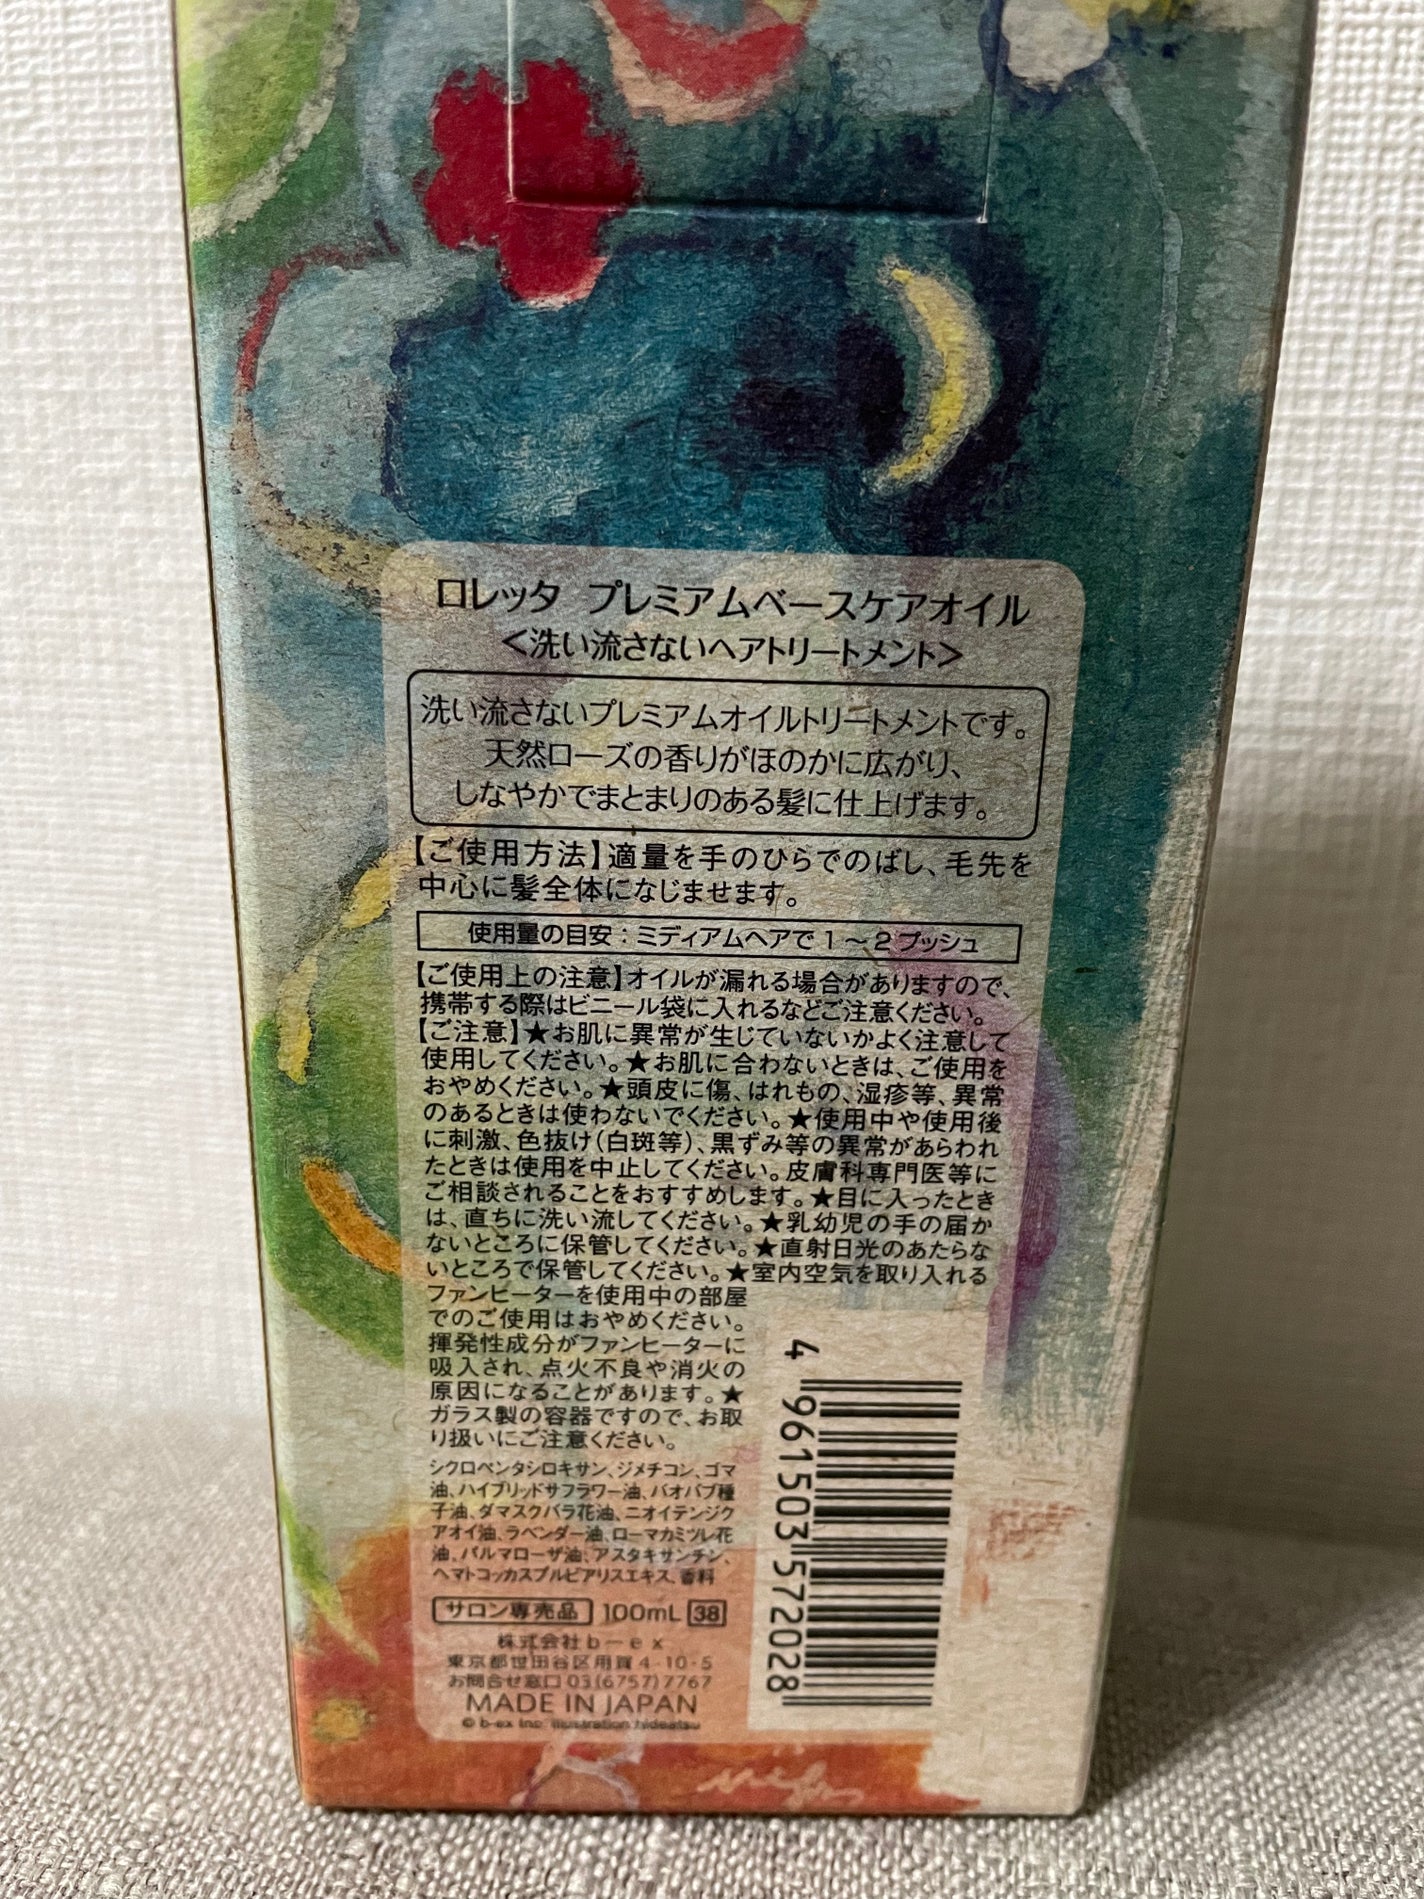 ロレッタ プレミアムベースケアオイル
<洗い流さないヘアトリートメント>
洗い流さないプレミアムオイルトリートメントです。
天然ローズの香りがほのかに広がり、
しなやかでまとまりのある髪に仕上げます。
【ご使用方法】適量を手のひらでのばし、毛先を
中心に髪全体になじませます。
使用量の目安：ミディアムヘアで1～2プッシュ
【ご使用上の注意】オイルが漏れる場合がありますので、
携帯する際はビニール袋に入れるなどご注意ください。
【ご注意】★お肌に異常が生じていないかよく注意して
使用してください。★お肌に合わないときは、ご使用を
おやめください。★頭皮に傷、はれもの、湿疹等、異常
のあるときは使わないでください。★使用中や使用後
に刺激、色抜け(白斑等)、黒ずみ等の異常があらわれ
たときは使用を中止してください。皮膚科専門医等に
ご相談されることをおすすめします。★目に入ったとき
は、直ちに洗い流してください。★乳幼児の手の届か
ないところに保管してください。★直射日光のあたらな
いところで保管してください。★室内空気を取り入れる
ファンヒーターを使用中の部屋
でのご使用はおやめください。
揮発性成分がファンヒーターに
吸入され、点火不良や消火の
原因になることがあります。★
ガラス製の容器ですので、お取
り扱いにご注意ください。
シクロペンタシロキサン、ジメチコン、ゴマ
油、ハイブリッドサフラワー油、バオバブ種
子油、ダマスクバラ花油、ニオイテンジク
アオイ油、ラベンダー油、ローマカミツレ花
油、パルマローザ油、アスタキサンチン、
ヘマトコッカスプルビアリスエキス、香料
サロン専売品 100mL 38
株式会社b－ex
東京都世田谷区用賀4-10-5
お問合せ窓口 03(6757)7767
MADE IN JAPAN
© b-ex Inc. illustration hideatsu
4 961503 572028